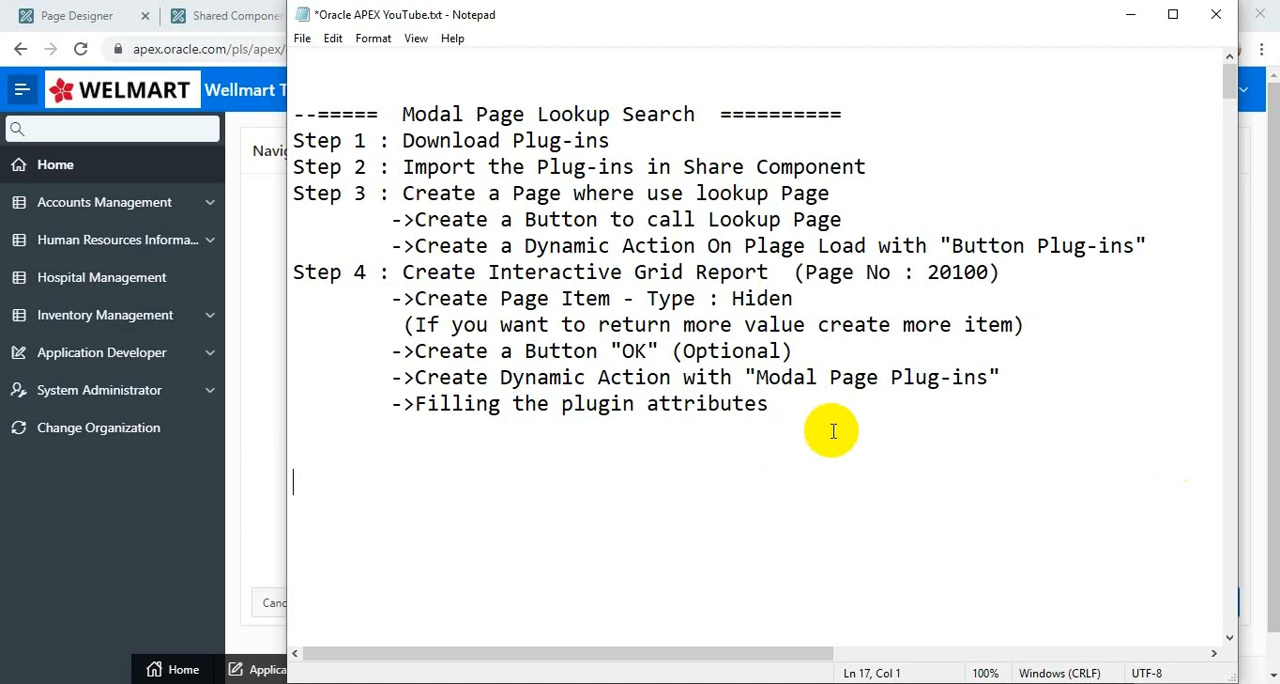 Page Designer
Shared Componen
*Oracle APEX YouTube.txt - Notepad
apex.oracle.com/pls/apex/
File Edit Format View Help
WELMART
Wellmart T
Home
Accounts Management
Human Resources Informa...
Hospital Management
Inventory Management
Application Developer
System Administrator
Change Organization
Navig
Canc
Home
Applica
--===== Modal Page Lookup Search ==========
Step 1 : Download Plug-ins
Step 2 : Import the Plug-ins in Share Component
Step 3 : Create a Page where use lookup Page
->Create a Button to call Lookup Page
->Create a Dynamic Action On Plage Load with "Button Plug-ins"
Step 4 : Create Interactive Grid Report (Page No : 20100)
->Create Page Item - Type : Hiden
(If you want to return more value create more item)
->Create a Button "OK" (Optional)
->Create Dynamic Action with "Modal Page Plug-ins"
->Filling the plugin attributes
Ln 17, Col 1
100%
Windows (CRLF)
UTF-8